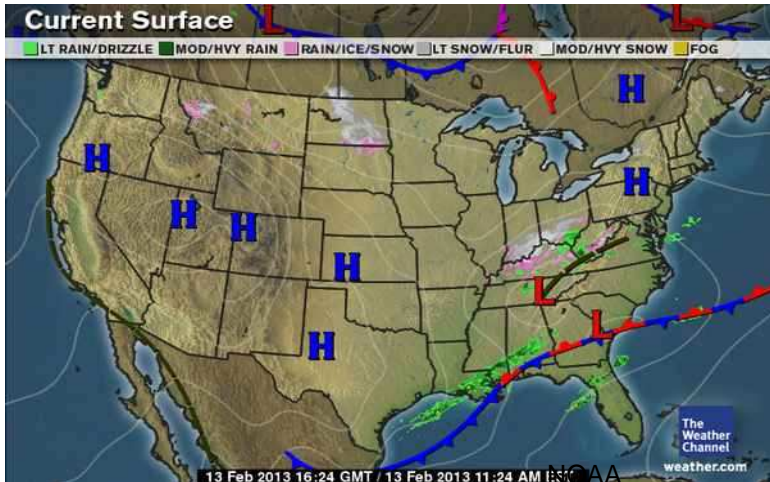 Current Surface
LT RAIN/DRIZZLE MOD/HVY RAIN RAIN/ICE/SNOW LT SNOW/FLUR MOD/HVY SNOW FOG
L L
H
H H
H H
H
L
L
H
The Weather Channel
weather.com
13 Feb 2013 16:24 GMT / 13 Feb 2013 11:24 AM
NOAA